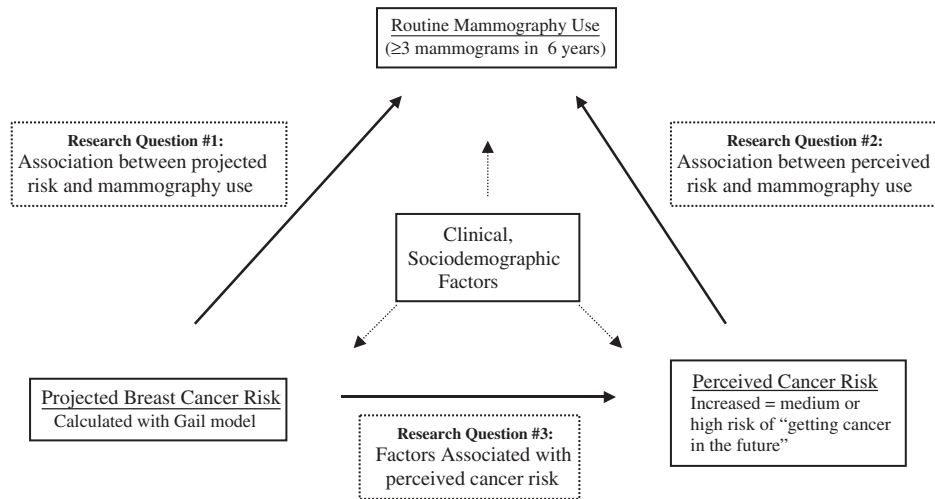 Routine Mammography Use
(≥3 mammograms in 6 years)
Research Question #1:
Association between projected
risk and mammography use
Research Question #2:
Association between perceived
risk and mammography use
Clinical,
Sociodemographic
Factors
Projected Breast Cancer Risk
Calculated with Gail model
Research Question #3:
Factors Associated with
perceived cancer risk
Perceived Cancer Risk
Increased = medium or
high risk of “getting cancer
in the future”